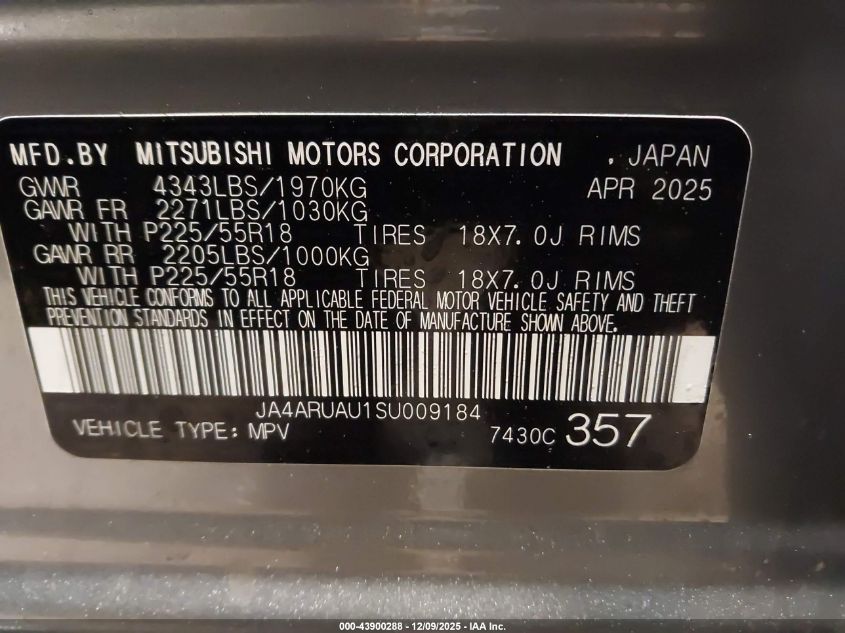 MFD.BY MITSUBISHI MOTORS CORPORATION , JAPAN
GVWR 4343LBS/1970KG APR 2025
GAWR FR 2271LBS/1030KG
WITH P225/55R18 TIRES 18X7.0J RIMS
GAWR RR 2205LBS/1000KG
WITH P225/55R18 TIRES 18X7.0J RIMS
THIS VEHICLE CONFORMS TO ALL APPLICABLE FEDERAL MOTOR VEHICLE SAFETY AND THEFT
PREVENTION STANDARDS IN EFFECT ON THE DATE OF MANUFACTURE SHOWN ABOVE.
JA4ARUAU1SU009184
VEHICLE TYPE: MPV 7430C 357
000-43900288 - 12/09/2025 - IAA Inc.